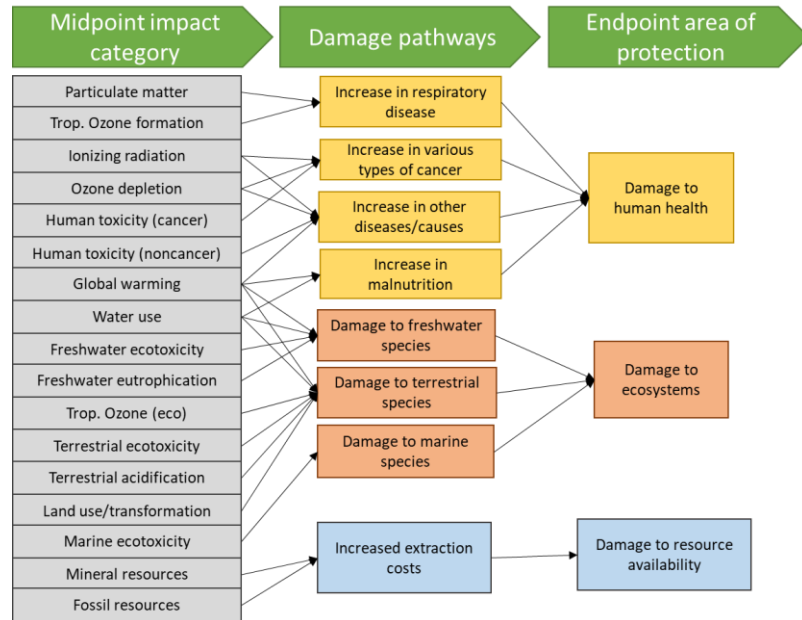 Midpoint impact
category
Damage pathways
Endpoint area of
protection
Particulate matter
Trop. Ozone formation
Ionizing radiation
Ozone depletion
Human toxicity (cancer)
Human toxicity (noncancer)
Global warming
Water use
Freshwater ecotoxicity
Freshwater eutrophication
Trop. Ozone (eco)
Terrestrial ecotoxicity
Terrestrial acidification
Land use/transformation
Marine ecotoxicity
Mineral resources
Fossil resources
Increase in respiratory
disease
Increase in various
types of cancer
Increase in other
diseases/causes
Increase in
malnutrition
Damage to freshwater
species
Damage to terrestrial
species
Damage to marine
species
Increased extraction
costs
Damage to
human health
Damage to
ecosystems
Damage to resource
availability